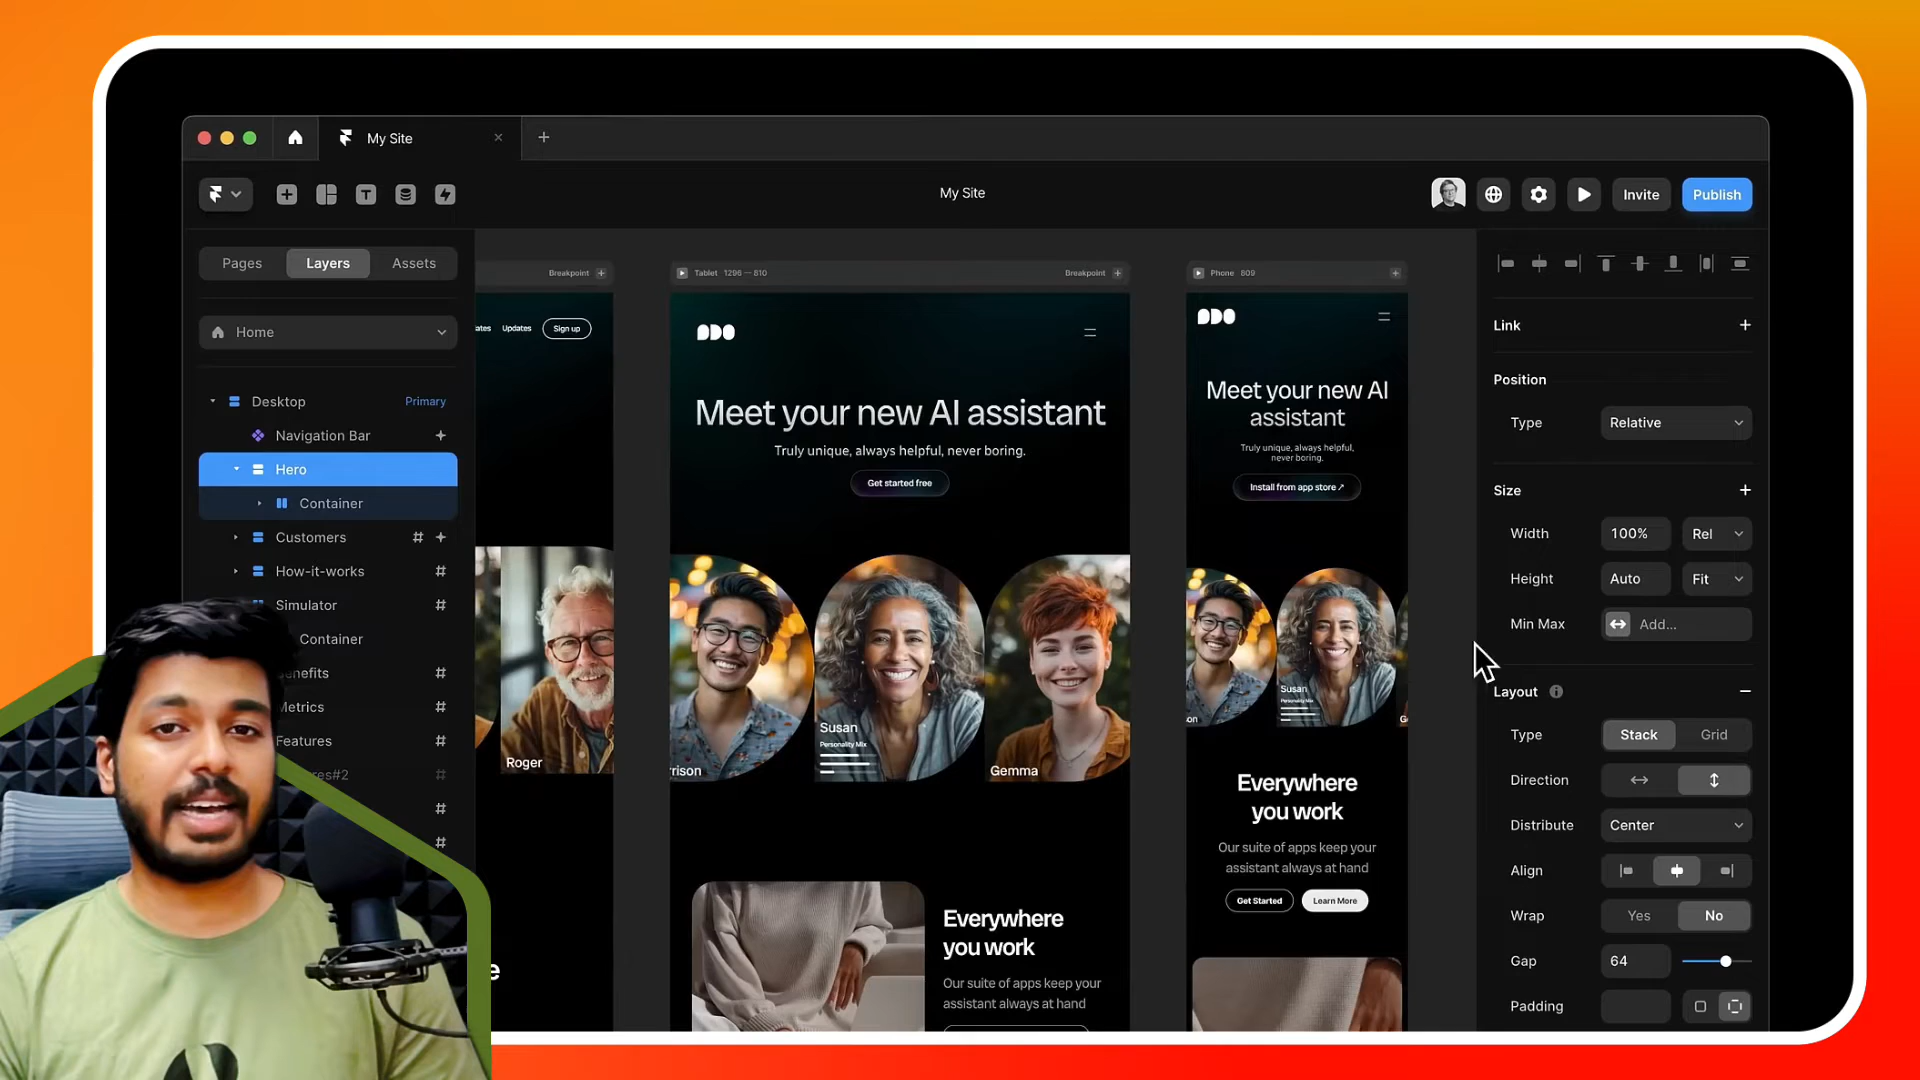 My Site
My Site
Invite
Publish
Pages
Layers
Assets
Home
Desktop
Primary
Navigation Bar
Hero
Container
Customers
How-it-works
Simulator
Container
Metrics
Features
Breakpoint
Updates
Sign up
Roger
Tablet 1296 — 810
Breakpoint
Meet your new AI assistant
Truly unique, always helpful, never boring.
Get started free
Susan
Personality Mix
Gemma
Everywhere
you work
Our suite of apps keep your
assistant always at hand
Phone 809
Meet your new AI
assistant
Truly unique, always helpful,
never boring.
Install from app store ↗
Susan
Personality Mix
Everywhere
you work
Our suite of apps keep your
assistant always at hand
Get Started
Learn More
Link
Position
Type
Relative
Size
Width
100%
Rel
Height
Auto
Fit
Min Max
Add...
Layout
Type
Stack
Grid
Direction
Distribute
Center
Align
Wrap
Yes
No
Gap
64
Padding